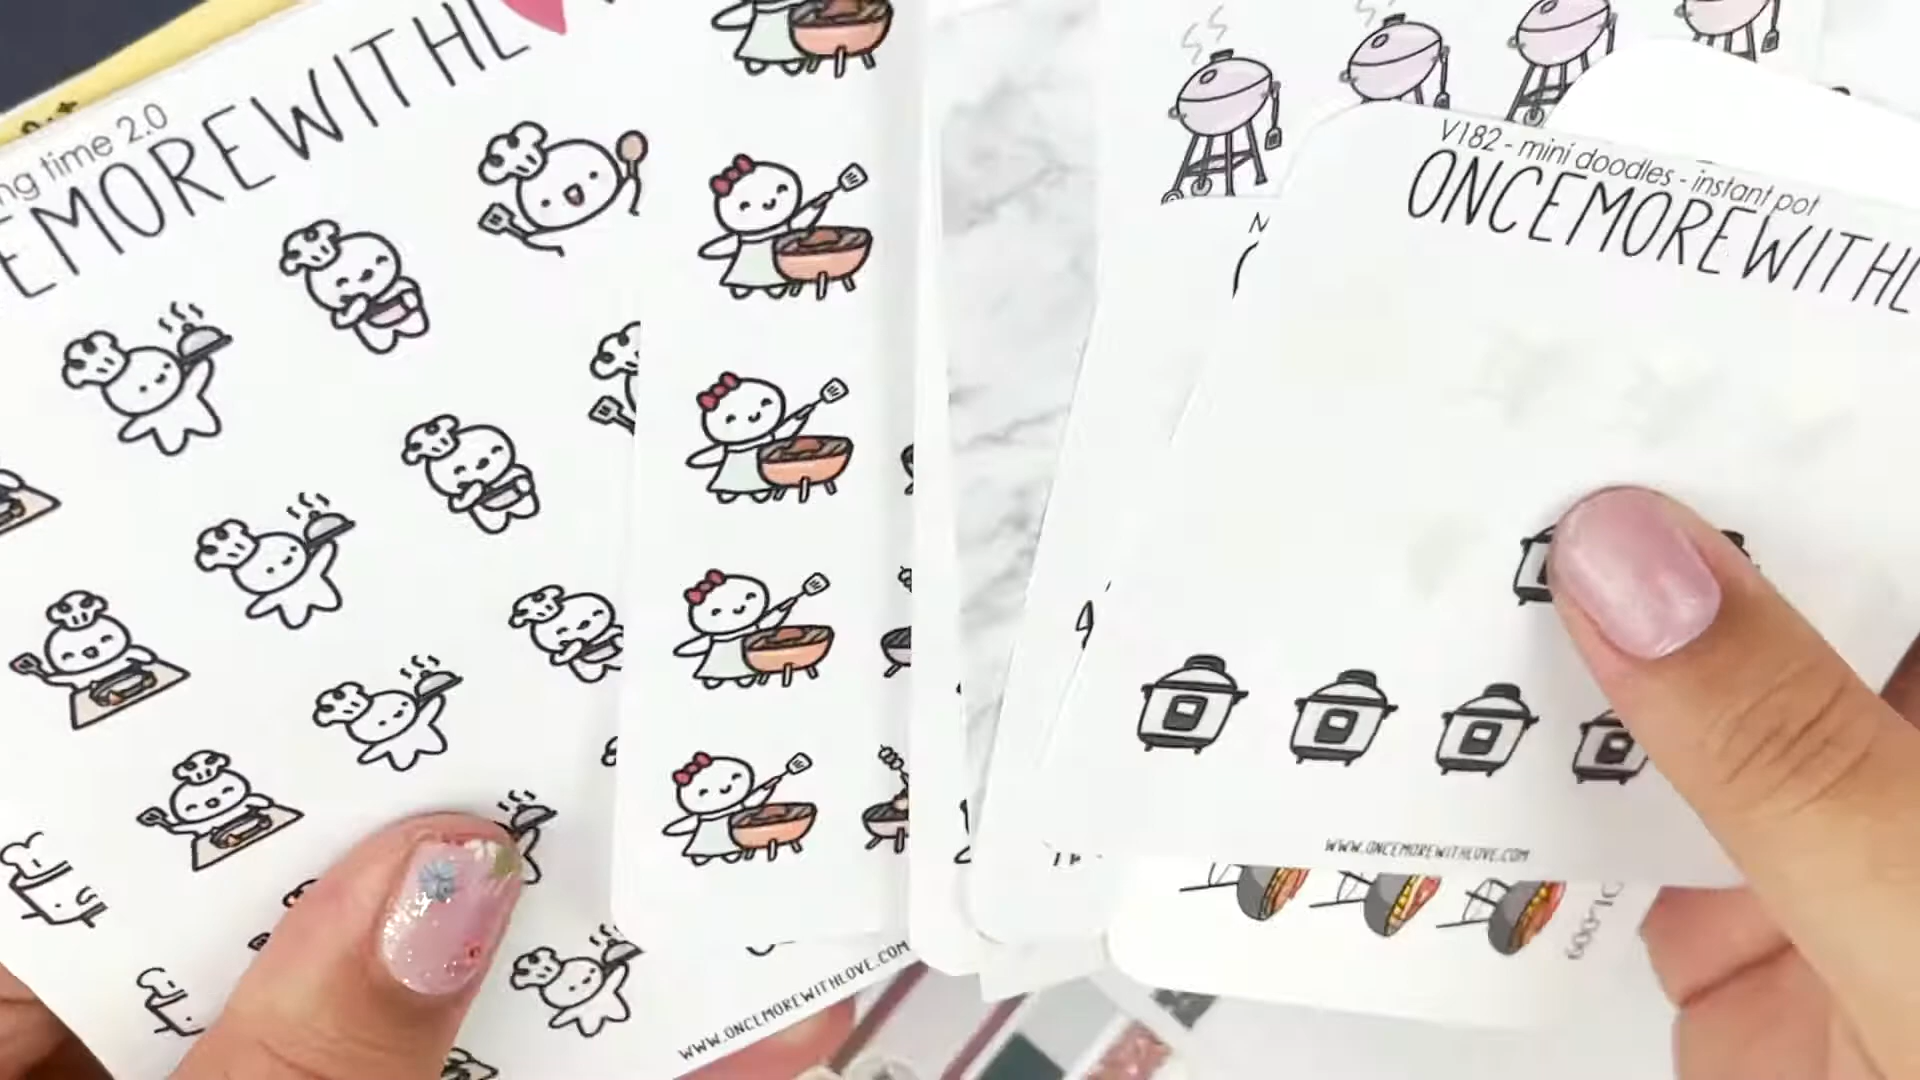 ng time 2.0
EMOREWITHL
V182 - mini doodles - instant pot
ONCEMOREWITHL
WWW.ONCEMOREWITHLOVE.COM
WWW.ONCEMOREWITHLOVE.COM